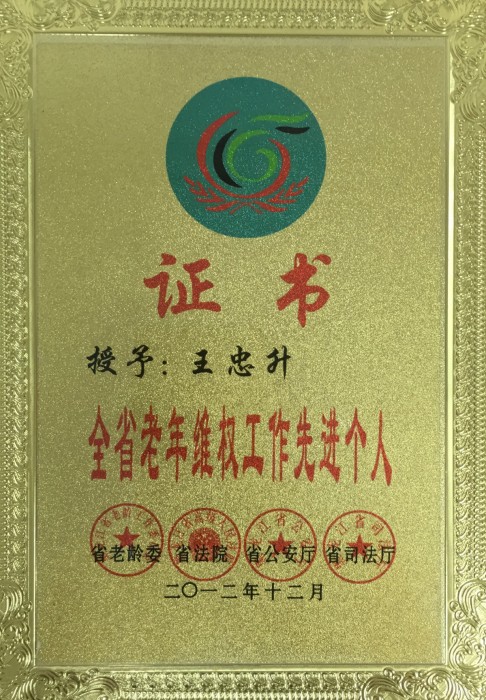 证书
授予：王忠升
全省老年维权工作先进个人
省老龄委 省法院 省公安厅 省司法厅
二〇一二年十二月